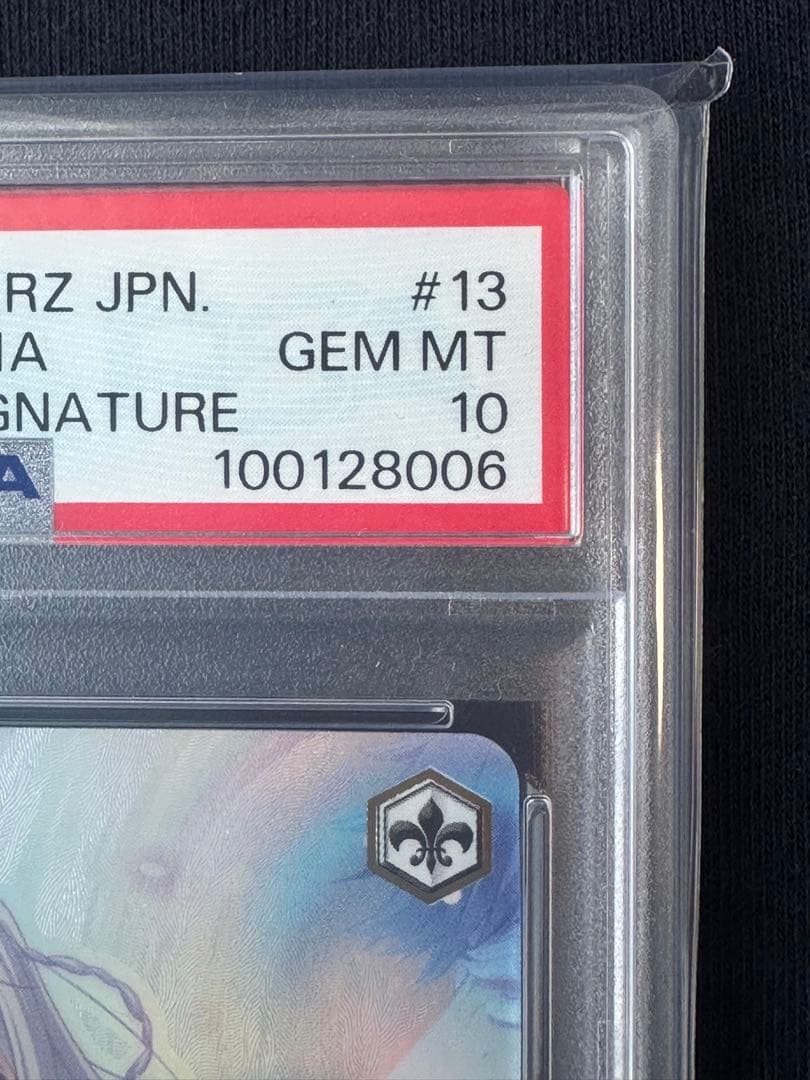 RZ JPN. #13
IA GEM MT
GNATURE 10
A 100128006